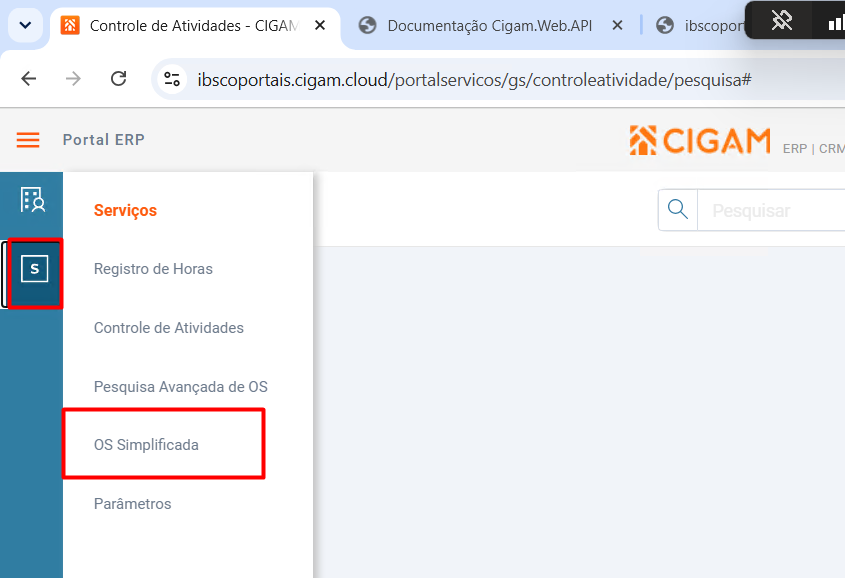 Controle de Atividades - CIGAM
Documentação Cigam.Web.API
ibscoport
ibscoportais.cigam.cloud/portalservicos/gs/controleatividade/pesquisa#
Portal ERP
CIGAM
ERP | CRM
Pesquisar
S
Serviços
Registro de Horas
Controle de Atividades
Pesquisa Avançada de OS
OS Simplificada
Parâmetros